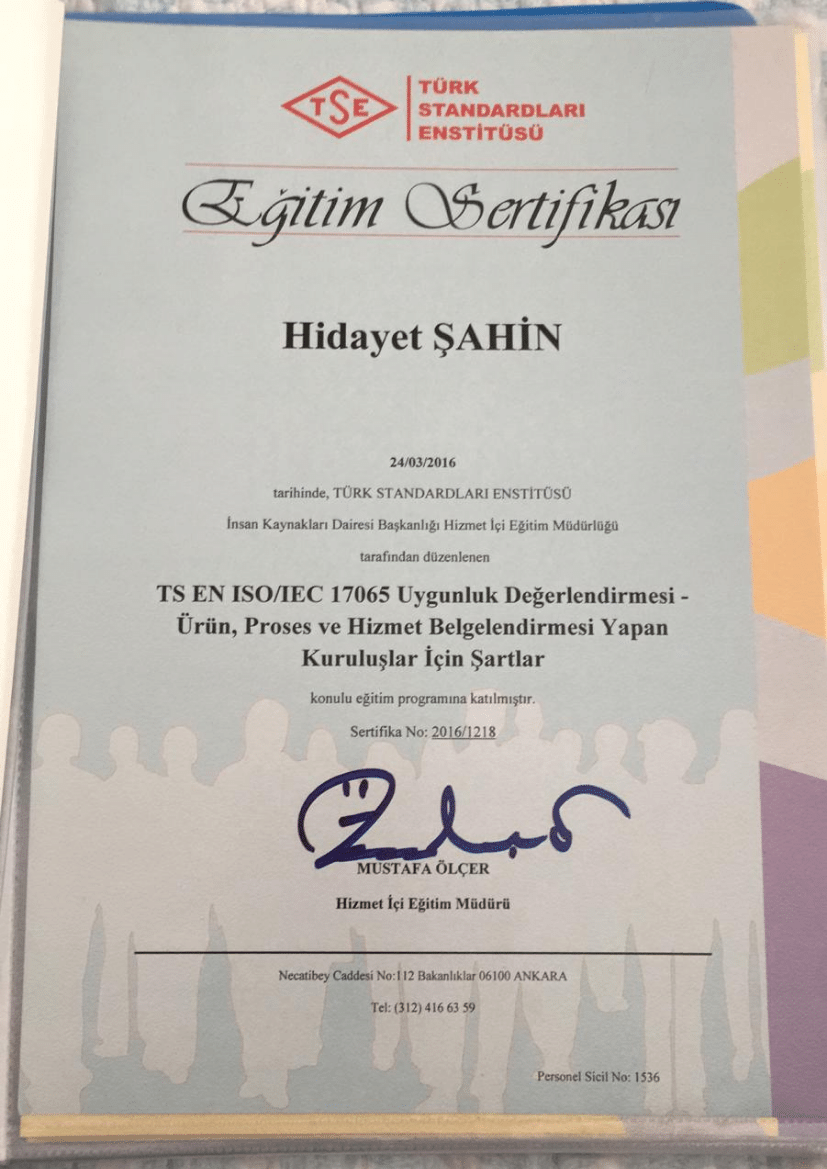 TSE
TÜRK
STANDARDLARI
ENSTİTÜSÜ
Eğitim Sertifikası
Hidayet ŞAHİN
24/03/2016
tarihinde, TÜRK STANDARDLARI ENSTİTÜSÜ
İnsan Kaynakları Dairesi Başkanlığı Hizmet İçi Eğitim Müdürlüğü
tarafından düzenlenen
TS EN ISO/IEC 17065 Uygunluk Değerlendirmesi -
Ürün, Proses ve Hizmet Belgelendirmesi Yapan
Kuruluşlar İçin Şartlar
konulu eğitim programına katılmıştır.
Sertifika No: 2016/1218
MUSTAFA ÖLÇER
Hizmet İçi Eğitim Müdürü
Necatibey Caddesi No:112 Bakanlıklar 06100 ANKARA
Tel: (312) 416 63 59
Personel Sicil No: 1536